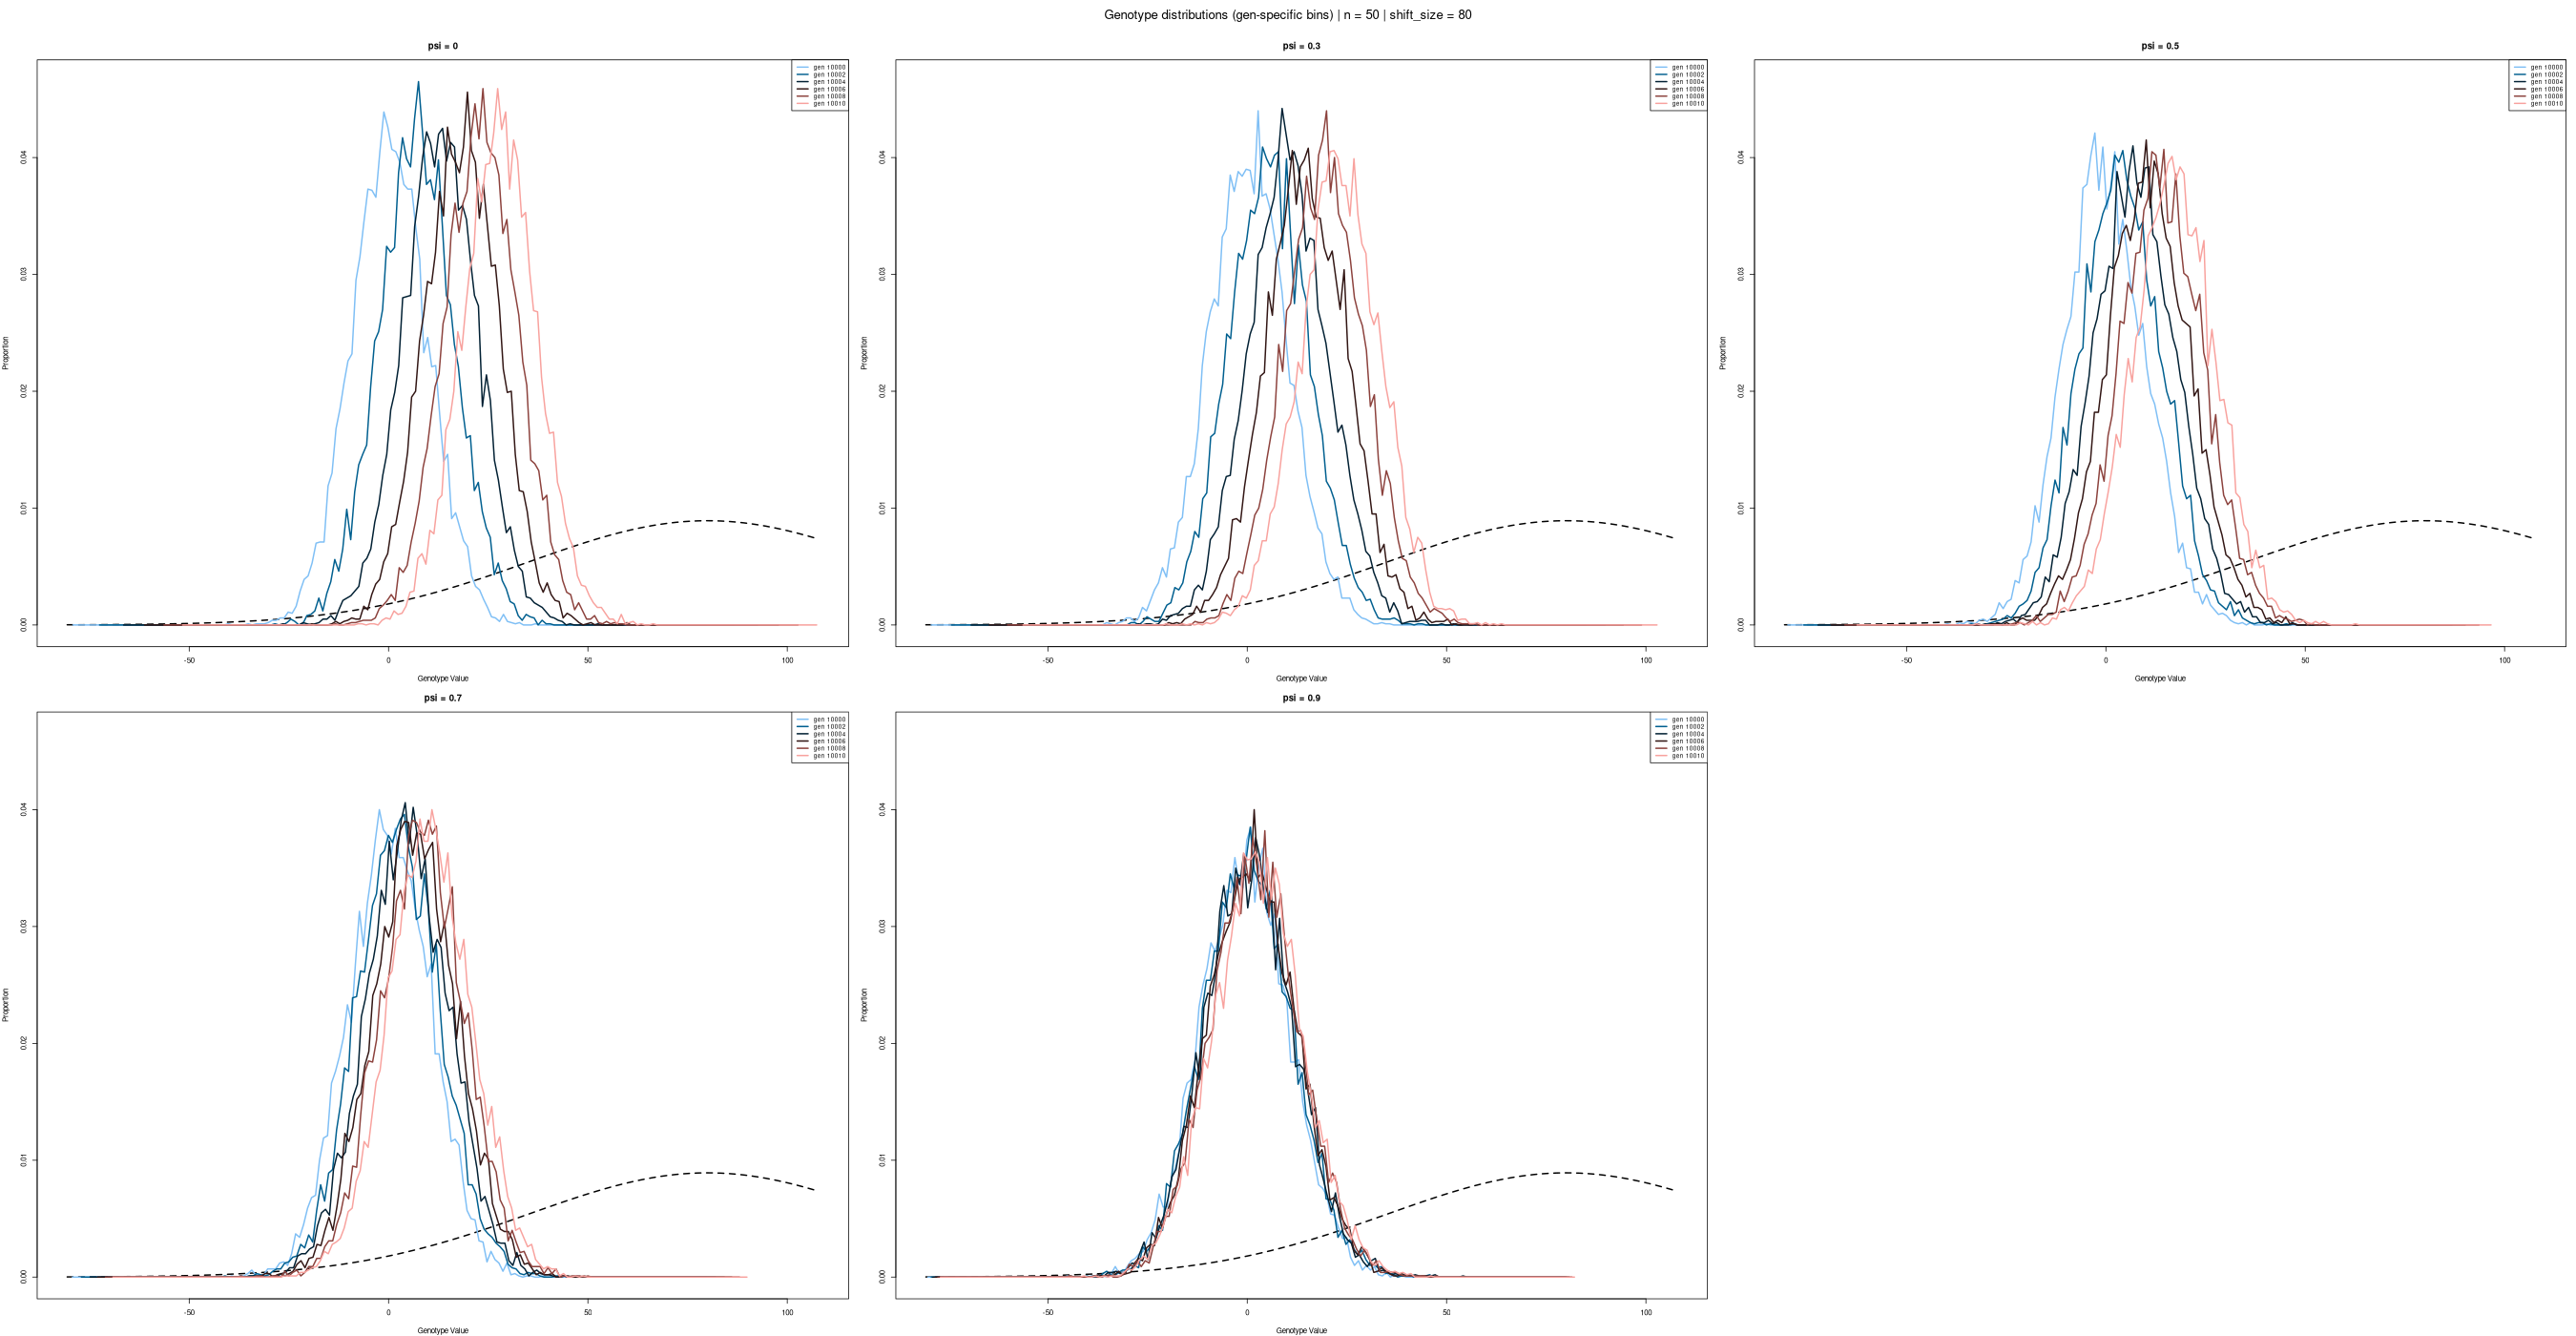 Genotype distributions (gen-specific bins) | n = 50 | shift_size = 80
psi = 0
gen 10000
gen 10002
gen 10004
gen 10006
gen 10008
gen 10010
Proportion
0.00
0.01
0.02
0.03
0.04
-50
0
50
100
Genotype Value
psi = 0.3
gen 10000
gen 10002
gen 10004
gen 10006
gen 10008
gen 10010
Proportion
0.00
0.01
0.02
0.03
0.04
-50
0
50
100
Genotype Value
psi = 0.5
gen 10000
gen 10002
gen 10004
gen 10006
gen 10008
gen 10010
Proportion
0.00
0.01
0.02
0.03
0.04
-50
0
50
100
Genotype Value
psi = 0.7
gen 10000
gen 10002
gen 10004
gen 10006
gen 10008
gen 10010
Proportion
0.00
0.01
0.02
0.03
0.04
-50
0
50
100
Genotype Value
psi = 0.9
gen 10000
gen 10002
gen 10004
gen 10006
gen 10008
gen 10010
Proportion
0.00
0.01
0.02
0.03
0.04
-50
0
50
100
Genotype Value